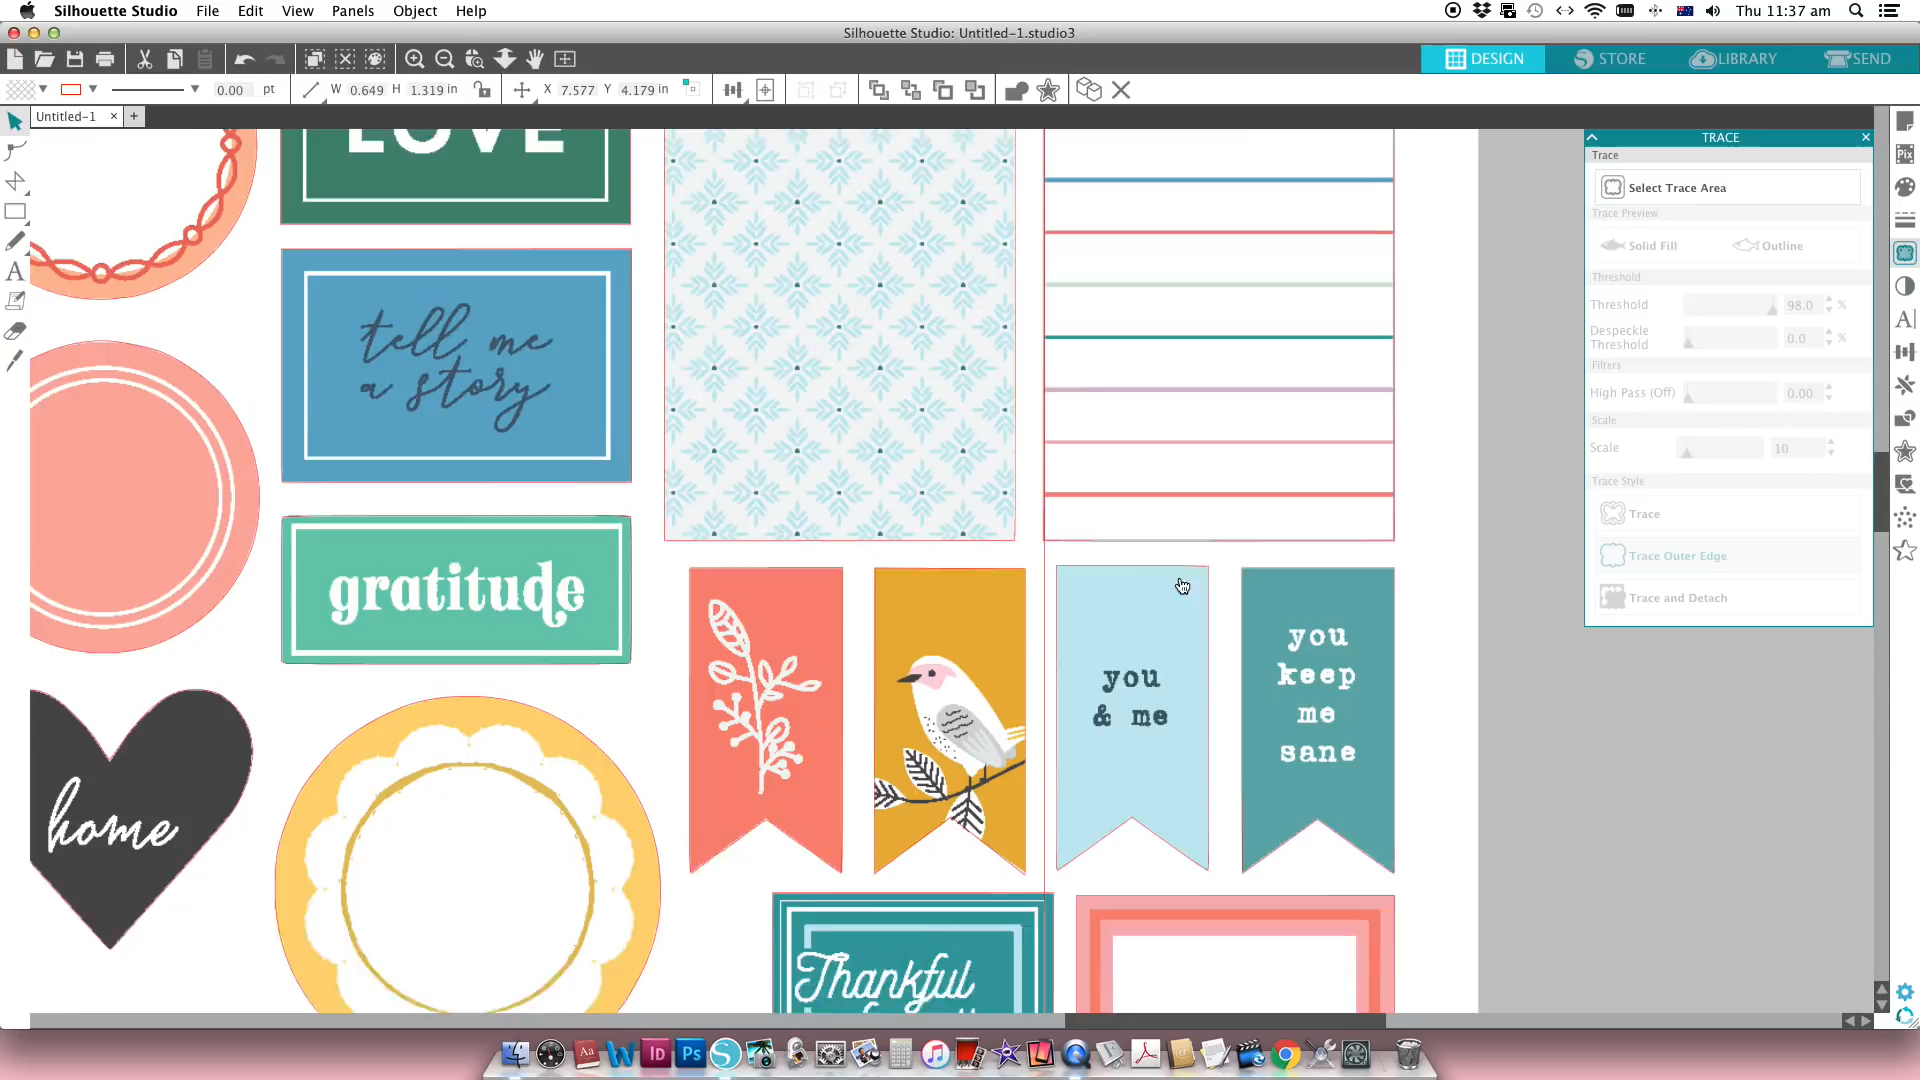 Silhouette Studio File Edit View Panels Object Help
Thu 11:37 am
Silhouette Studio: Untitled-1.studio3
DESIGN STORE LIBRARY SEND
0.00 pt W 0.649 H 1.319 in X 7.577 Y 4.179 in
Untitled-1
TRACE
Trace
Select Trace Area
Trace Preview
Solid Fill Outline
Threshold
Threshold 98.0 %
Despeckle
Threshold 0.0 %
Filters
High Pass (Off) 0.00
Scale
Scale 10
Trace Style
Trace
Trace Outer Edge
Trace and Detach
LOVE
tell me
a story
gratitude
home
you
& me
you
keep
me
sane
Thankful
Aa W Id Ps S